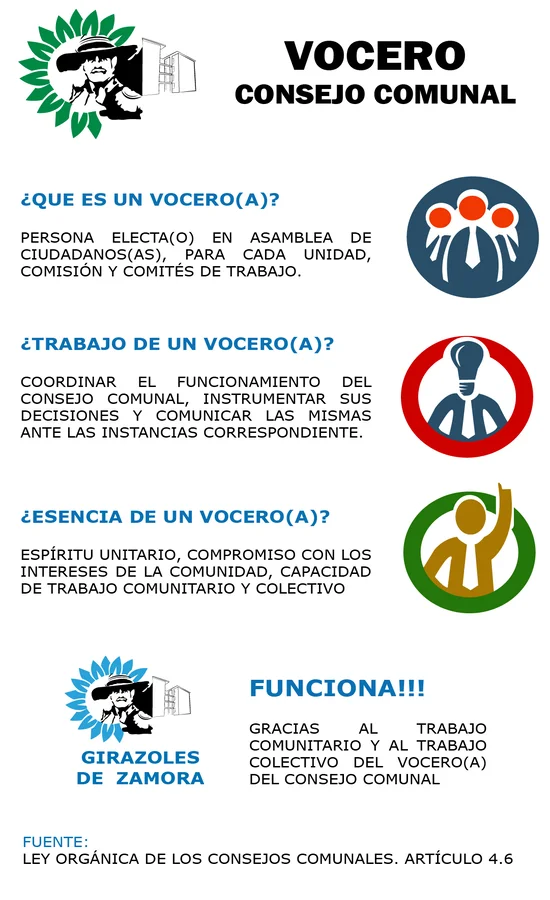 VOCERO
CONSEJO COMUNAL
¿QUE ES UN VOCERO(A)?
PERSONA ELECTA(O) EN ASAMBLEA DE
CIUDADANOS(AS), PARA CADA UNIDAD,
COMISIÓN Y COMITÉS DE TRABAJO.
¿TRABAJO DE UN VOCERO(A)?
COORDINAR EL FUNCIONAMIENTO DEL
CONSEJO COMUNAL, INSTRUMENTAR SUS
DECISIONES Y COMUNICAR LAS MISMAS
ANTE LAS INSTANCIAS CORRESPONDIENTE.
¿ESENCIA DE UN VOCERO(A)?
ESPÍRITU UNITARIO, COMPROMISO CON LOS
INTERESES DE LA COMUNIDAD, CAPACIDAD
DE TRABAJO COMUNITARIO Y COLECTIVO
GIRAZOLES
DE ZAMORA
FUNCIONA!!!
GRACIAS AL TRABAJO
COMUNITARIO Y AL TRABAJO
COLECTIVO DEL VOCERO(A)
DEL CONSEJO COMUNAL
FUENTE:
LEY ORGÁNICA DE LOS CONSEJOS COMUNALES. ARTÍCULO 4.6